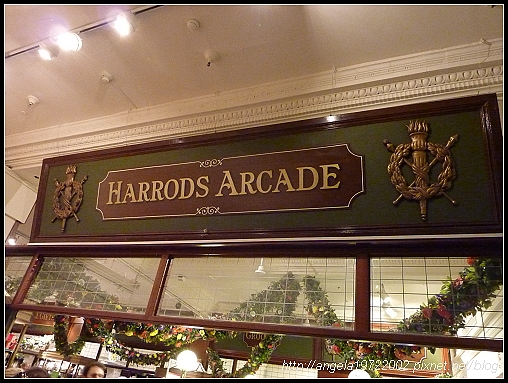 HARRODS ARCADE
http://angela19722002.pixnet.net/blog